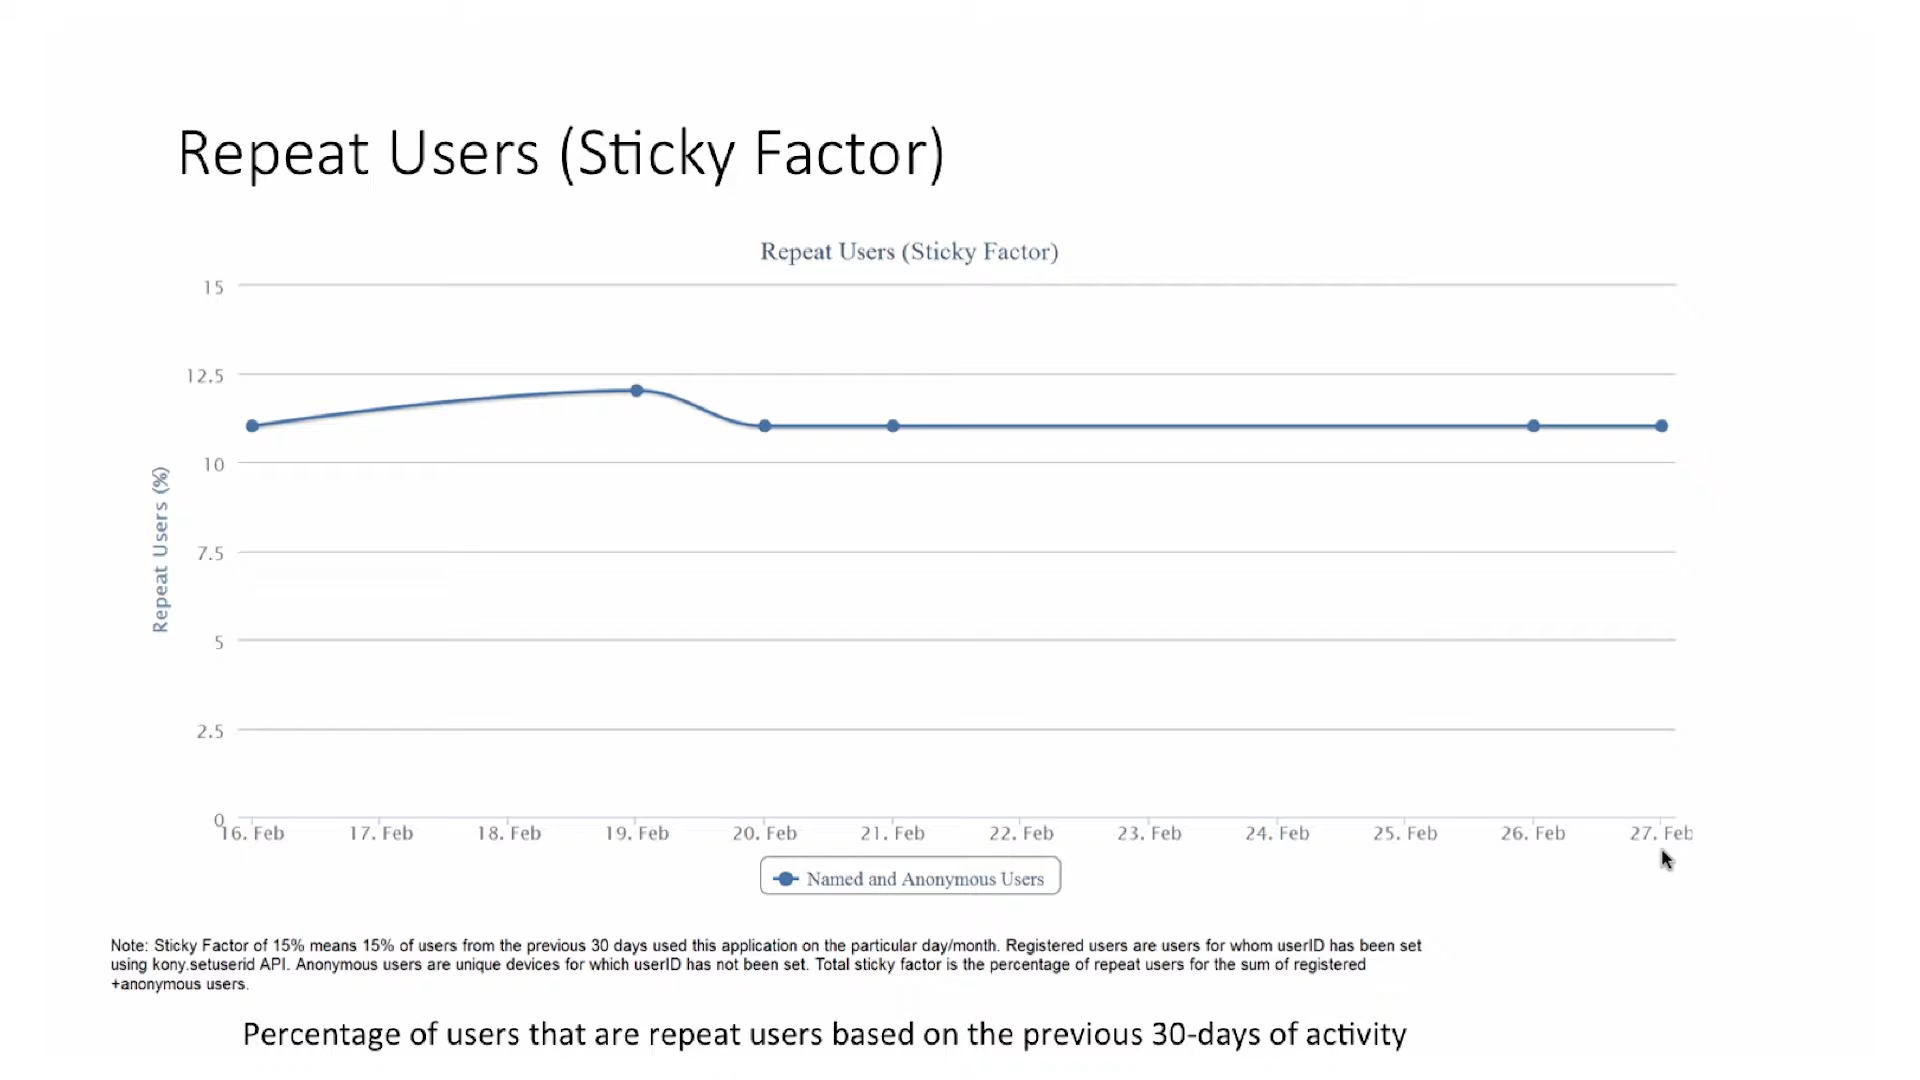 Repeat Users (Sticky Factor)
Repeat Users (Sticky Factor)
15
12.5
10
7.5
5
2.5
0
Repeat Users (%)
16. Feb 17. Feb 18. Feb 19. Feb 20. Feb 21. Feb 22. Feb 23. Feb 24. Feb 25. Feb 26. Feb 27. Feb
Named and Anonymous Users
Note: Sticky Factor of 15% means 15% of users from the previous 30 days used this application on the particular day/month. Registered users are users for whom userID has been set
using kony.setuserid API. Anonymous users are unique devices for which userID has not been set. Total sticky factor is the percentage of repeat users for the sum of registered
+anonymous users.
Percentage of users that are repeat users based on the previous 30-days of activity